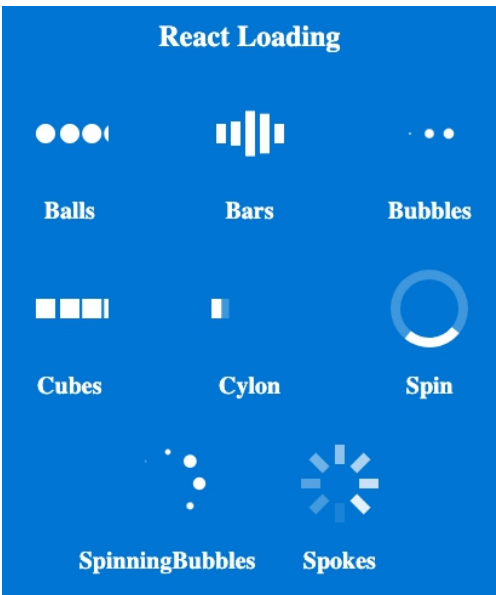 React Loading
Balls Bars Bubbles
Cubes Cylon Spin
SpinningBubbles Spokes